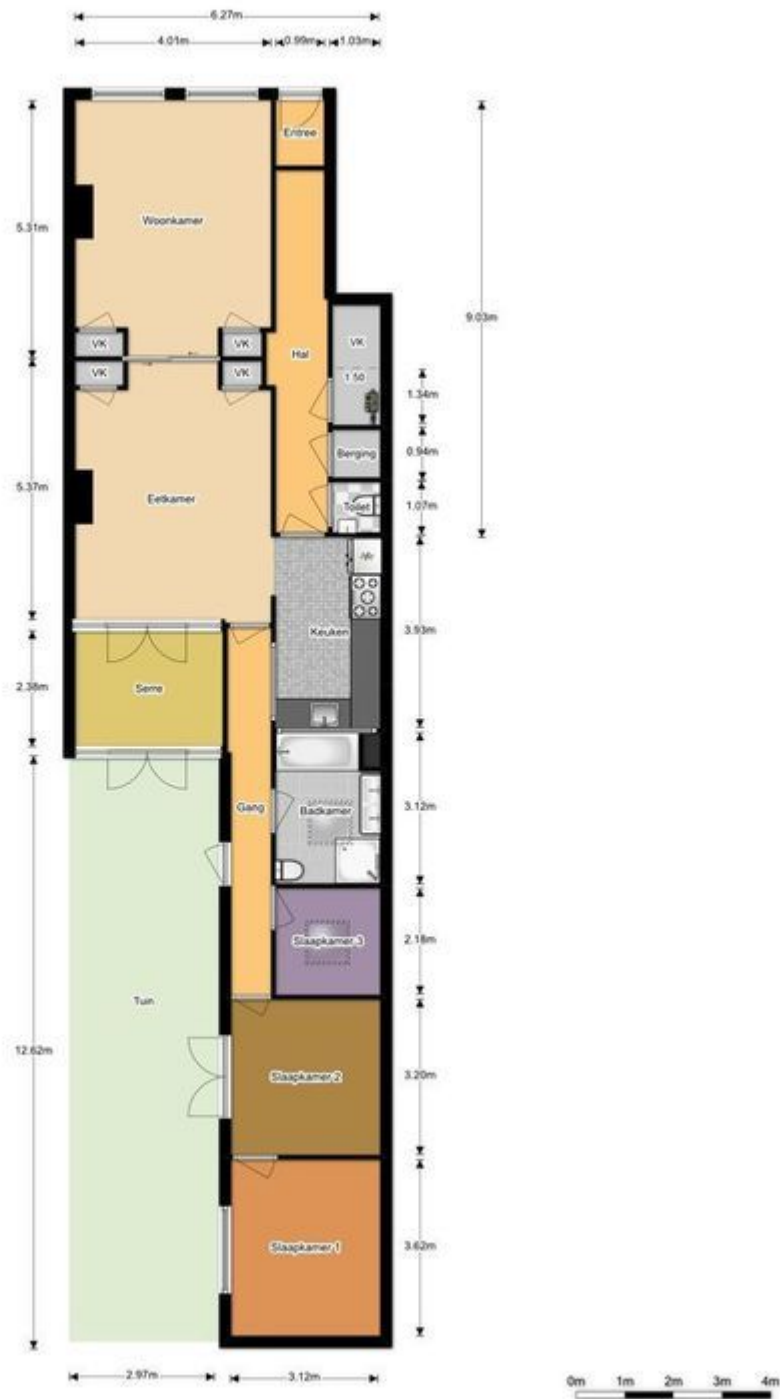 6.27m
4.01m
0.99m
1.03m
Entree
Woonkamer
5.31m
9.03m
VK
VK
VK
Hal
VK
VK
1.50
1.34m
0.94m
Berging
Eetkamer
5.37m
Toilet
1.07m
Keuken
3.93m
Serre
2.38m
Gang
Badkamer
3.12m
Slaapkamer 3
2.18m
Tuin
12.62m
Slaapkamer 2
3.20m
Slaapkamer 1
3.62m
2.97m
3.12m
0m
1m
2m
3m
4m